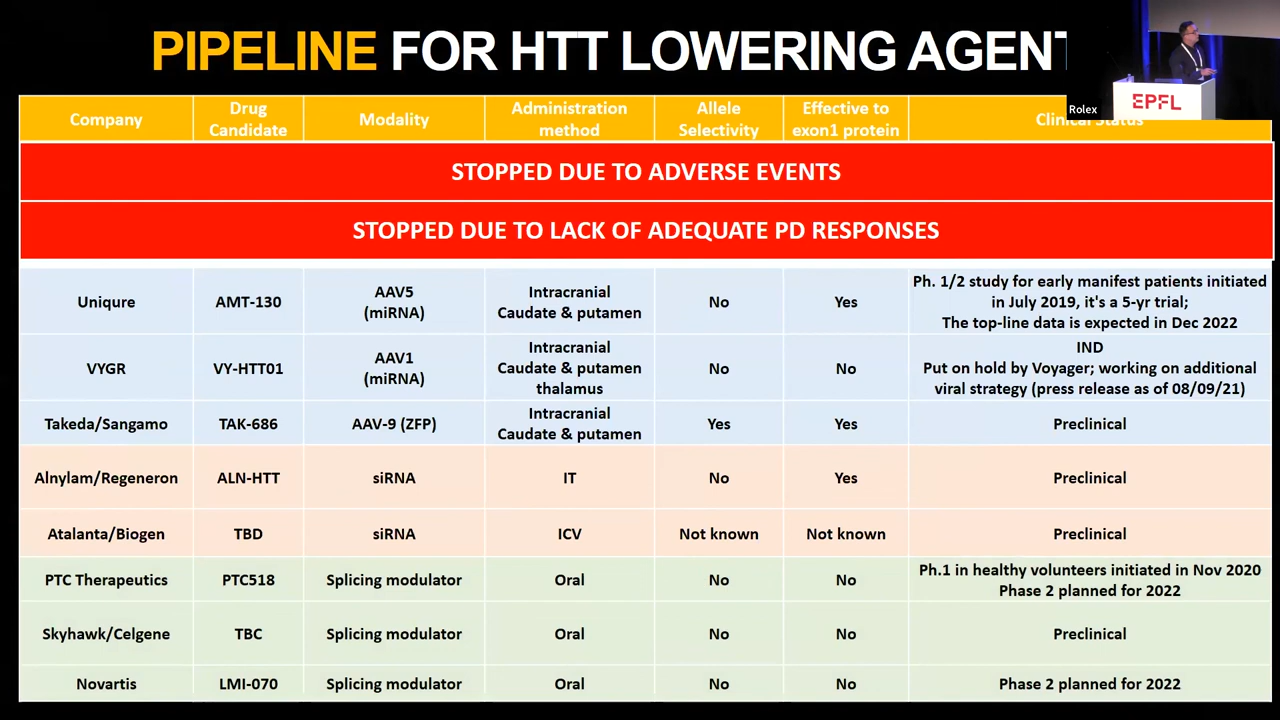 PIPELINE FOR HTT LOWERING AGENT
EPFL
Rolex
Company
Drug
Candidate
Modality
Administration
method
Allele
Selectivity
Effective to
exon1 protein
Clinical Status
STOPPED DUE TO ADVERSE EVENTS
STOPPED DUE TO LACK OF ADEQUATE PD RESPONSES
Uniqure
AMT-130
AAV5
(miRNA)
Intracranial
Caudate & putamen
No
Yes
Ph. 1/2 study for early manifest patients initiated
in July 2019, it's a 5-yr trial;
The top-line data is expected in Dec 2022
VYGR
VY-HTT01
AAV1
(miRNA)
Intracranial
Caudate & putamen
thalamus
No
No
IND
Put on hold by Voyager; working on additional
viral strategy (press release as of 08/09/21)
Takeda/Sangamo
TAK-686
AAV-9 (ZFP)
Intracranial
Caudate & putamen
Yes
Yes
Preclinical
Alnylam/Regeneron
ALN-HTT
siRNA
IT
No
Yes
Preclinical
Atalanta/Biogen
TBD
siRNA
ICV
Not known
Not known
Preclinical
PTC Therapeutics
PTC518
Splicing modulator
Oral
No
No
Ph.1 in healthy volunteers initiated in Nov 2020
Phase 2 planned for 2022
Skyhawk/Celgene
TBC
Splicing modulator
Oral
No
No
Preclinical
Novartis
LMI-070
Splicing modulator
Oral
No
No
Phase 2 planned for 2022